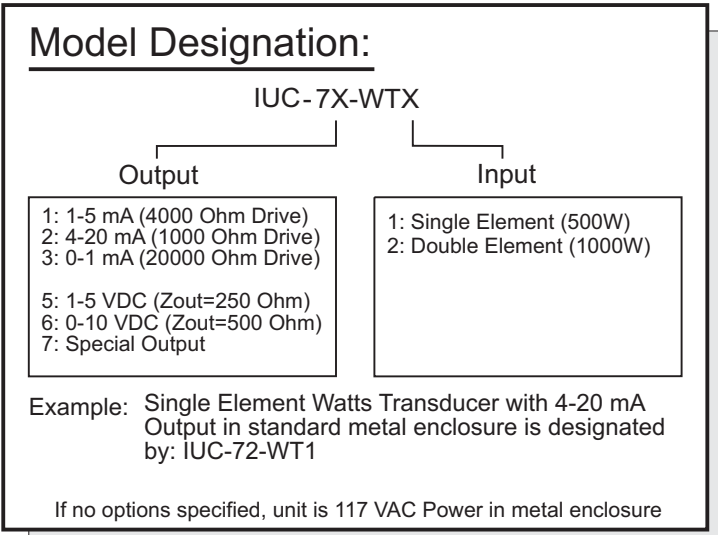 Model Designation:
IUC-7X-WTX
Output
Input
1: 1-5 mA (4000 Ohm Drive)
2: 4-20 mA (1000 Ohm Drive)
3: 0-1 mA (20000 Ohm Drive)
5: 1-5 VDC (Zout=250 Ohm)
6: 0-10 VDC (Zout=500 Ohm)
7: Special Output
1: Single Element (500W)
2: Double Element (1000W)
Example: Single Element Watts Transducer with 4-20 mA
Output in standard metal enclosure is designated
by: IUC-72-WT1
If no options specified, unit is 117 VAC Power in metal enclosure